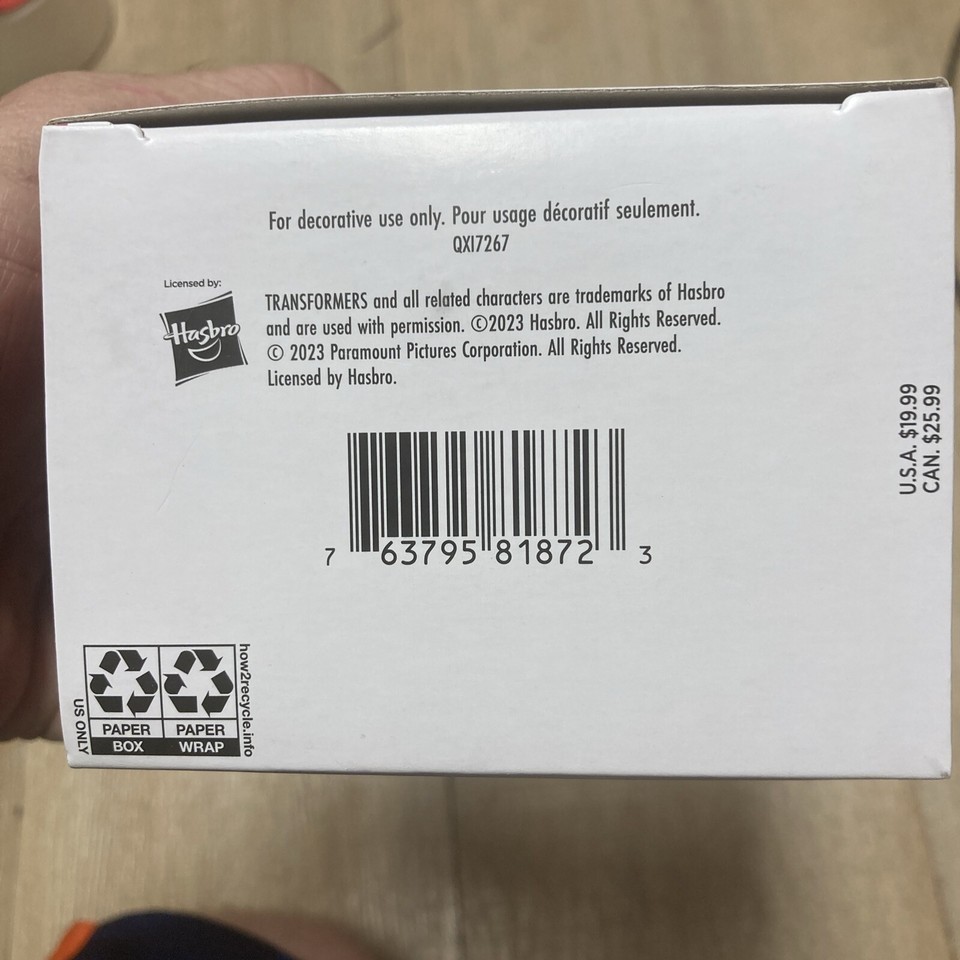 For decorative use only. Pour usage décoratif seulement.
QXI7267
Licensed by:
Hasbro
TRANSFORMERS and all related characters are trademarks of Hasbro
and are used with permission. ©2023 Hasbro. All Rights Reserved.
© 2023 Paramount Pictures Corporation. All Rights Reserved.
Licensed by Hasbro.
U.S.A. $19.99
CAN. $25.99
7 63795 81872 3
US ONLY
PAPER PAPER
BOX WRAP
how2recycle.info